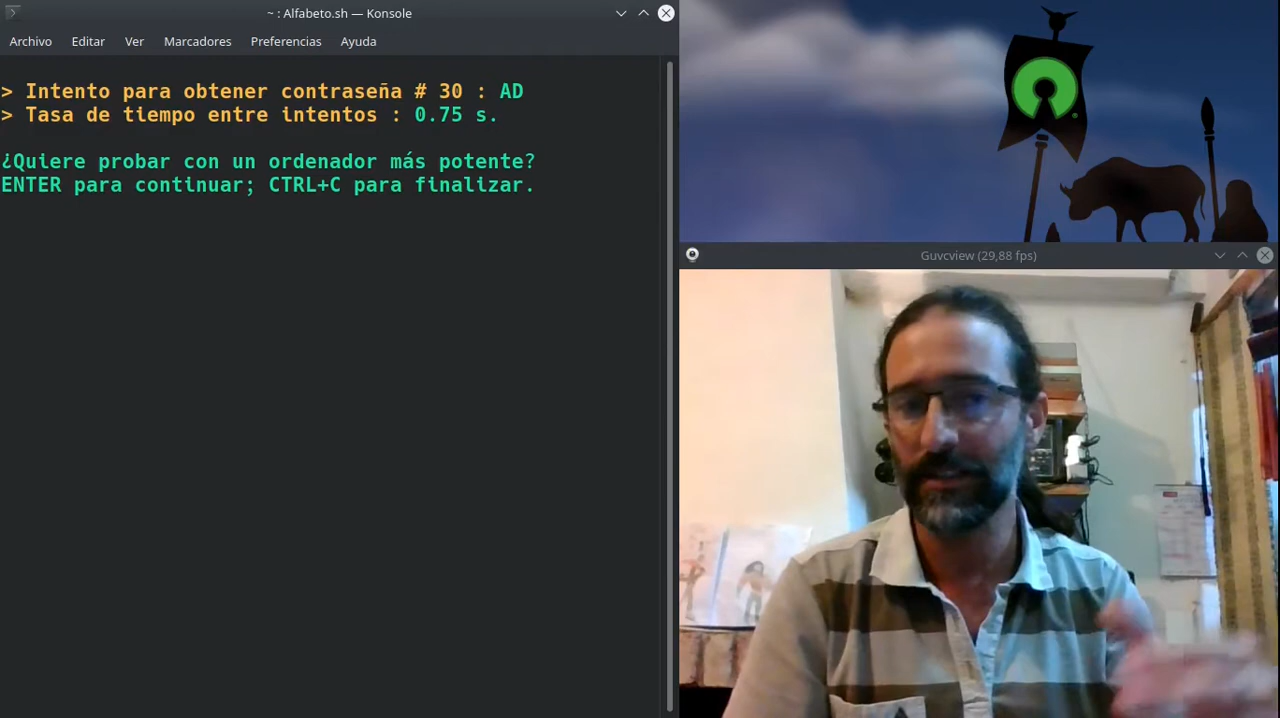 ~ : Alfabeto.sh — Konsole
Archivo Editar Ver Marcadores Preferencias Ayuda
> Intento para obtener contraseña # 30 : AD
> Tasa de tiempo entre intentos : 0.75 s.
¿Quiere probar con un ordenador más potente?
ENTER para continuar; CTRL+C para finalizar.
Guvcview (29,88 fps)